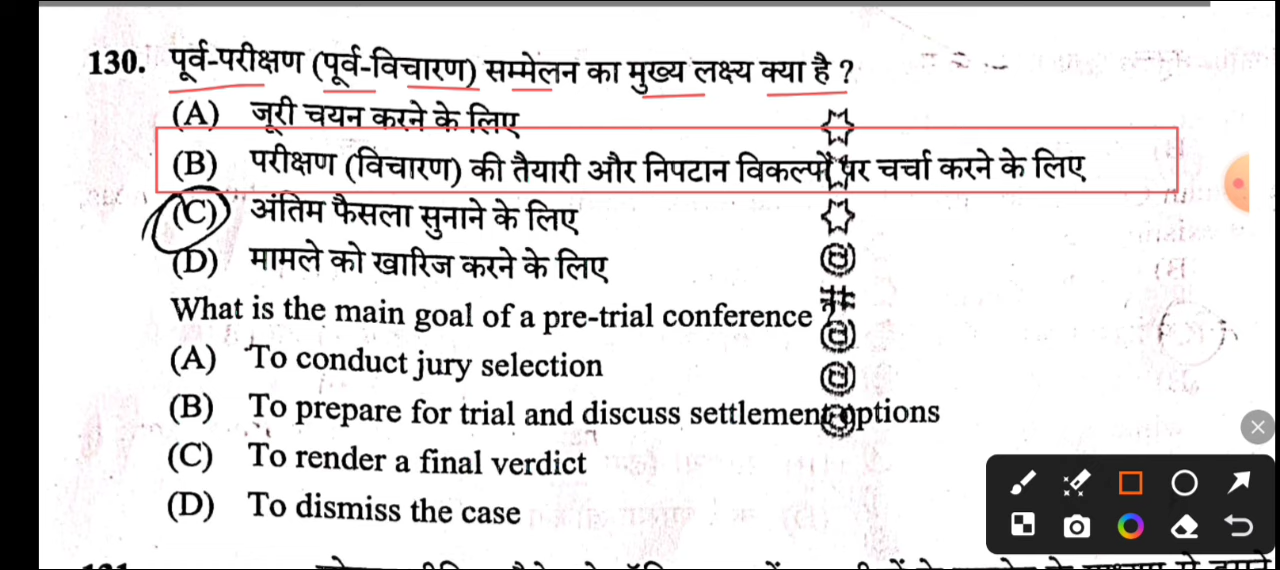 130. पूर्व-परीक्षण (पूर्व-विचारण) सम्मेलन का मुख्य लक्ष्य क्या है ?
(A) जूरी चयन करने के लिए
(B) परीक्षण (विचारण) की तैयारी और निपटान विकल्पों पर चर्चा करने के लिए
(C) अंतिम फैसला सुनाने के लिए
(D) मामले को खारिज करने के लिए
What is the main goal of a pre-trial conference ?
(A) To conduct jury selection
(B) To prepare for trial and discuss settlement options
(C) To render a final verdict
(D) To dismiss the case